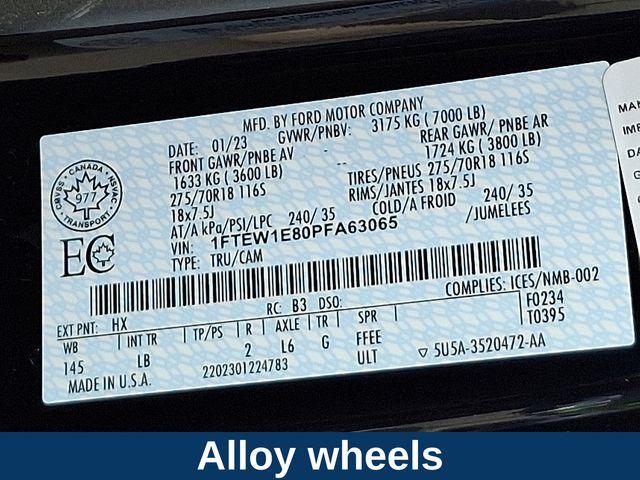 MFD. BY FORD MOTOR COMPANY
DATE: 01/23 GVWR/PNBV: 3175 KG ( 7000 LB)
FRONT GAWR/PNBE AV REAR GAWR/ PNBE AR
1633 KG ( 3600 LB) 1724 KG ( 3800 LB)
275/70R18 116S TIRES/PNEUS 275/70R18 116S
18x7.5J RIMS/JANTES 18x7.5J
AT/A kPa/PSI/LPC 240/ 35 COLD/A FROID 240/ 35
VIN: 1FTEW1E80PFA63065 /JUMELEES
TYPE: TRU/CAM
CMVSS CANADA NSVAC
977
TRANSPORT
EC
COMPLIES: ICES/NMB-002
EXT PNT: HX RC: B3 DSO: F0234
WB INT TR TP/PS R AXLE TR SPR T0395
145 LB 2 L6 G FFEE
ULT
MADE IN U.S.A. 2202301224783 5U5A-3520472-AA
MAN
IME
DA
Alloy wheels